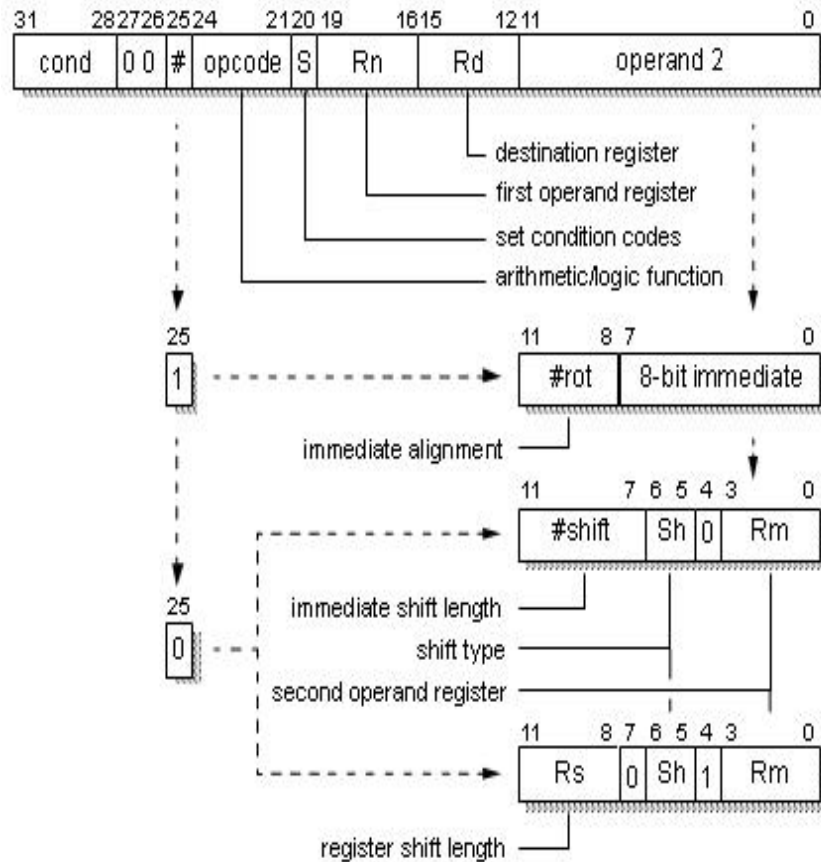 31 28 27 26 25 24 21 20 19 16 15 12 11 0
cond 0 0 # opcode S Rn Rd operand 2
destination register
first operand register
set condition codes
arithmetic/logic function
25 11 8 7 0
1 #rot 8-bit immediate
immediate alignment
11 7 6 5 4 3 0
#shift Sh 0 Rm
25
0
immediate shift length
shift type
second operand register
11 8 7 6 5 4 3 0
Rs 0 Sh 1 Rm
register shift length